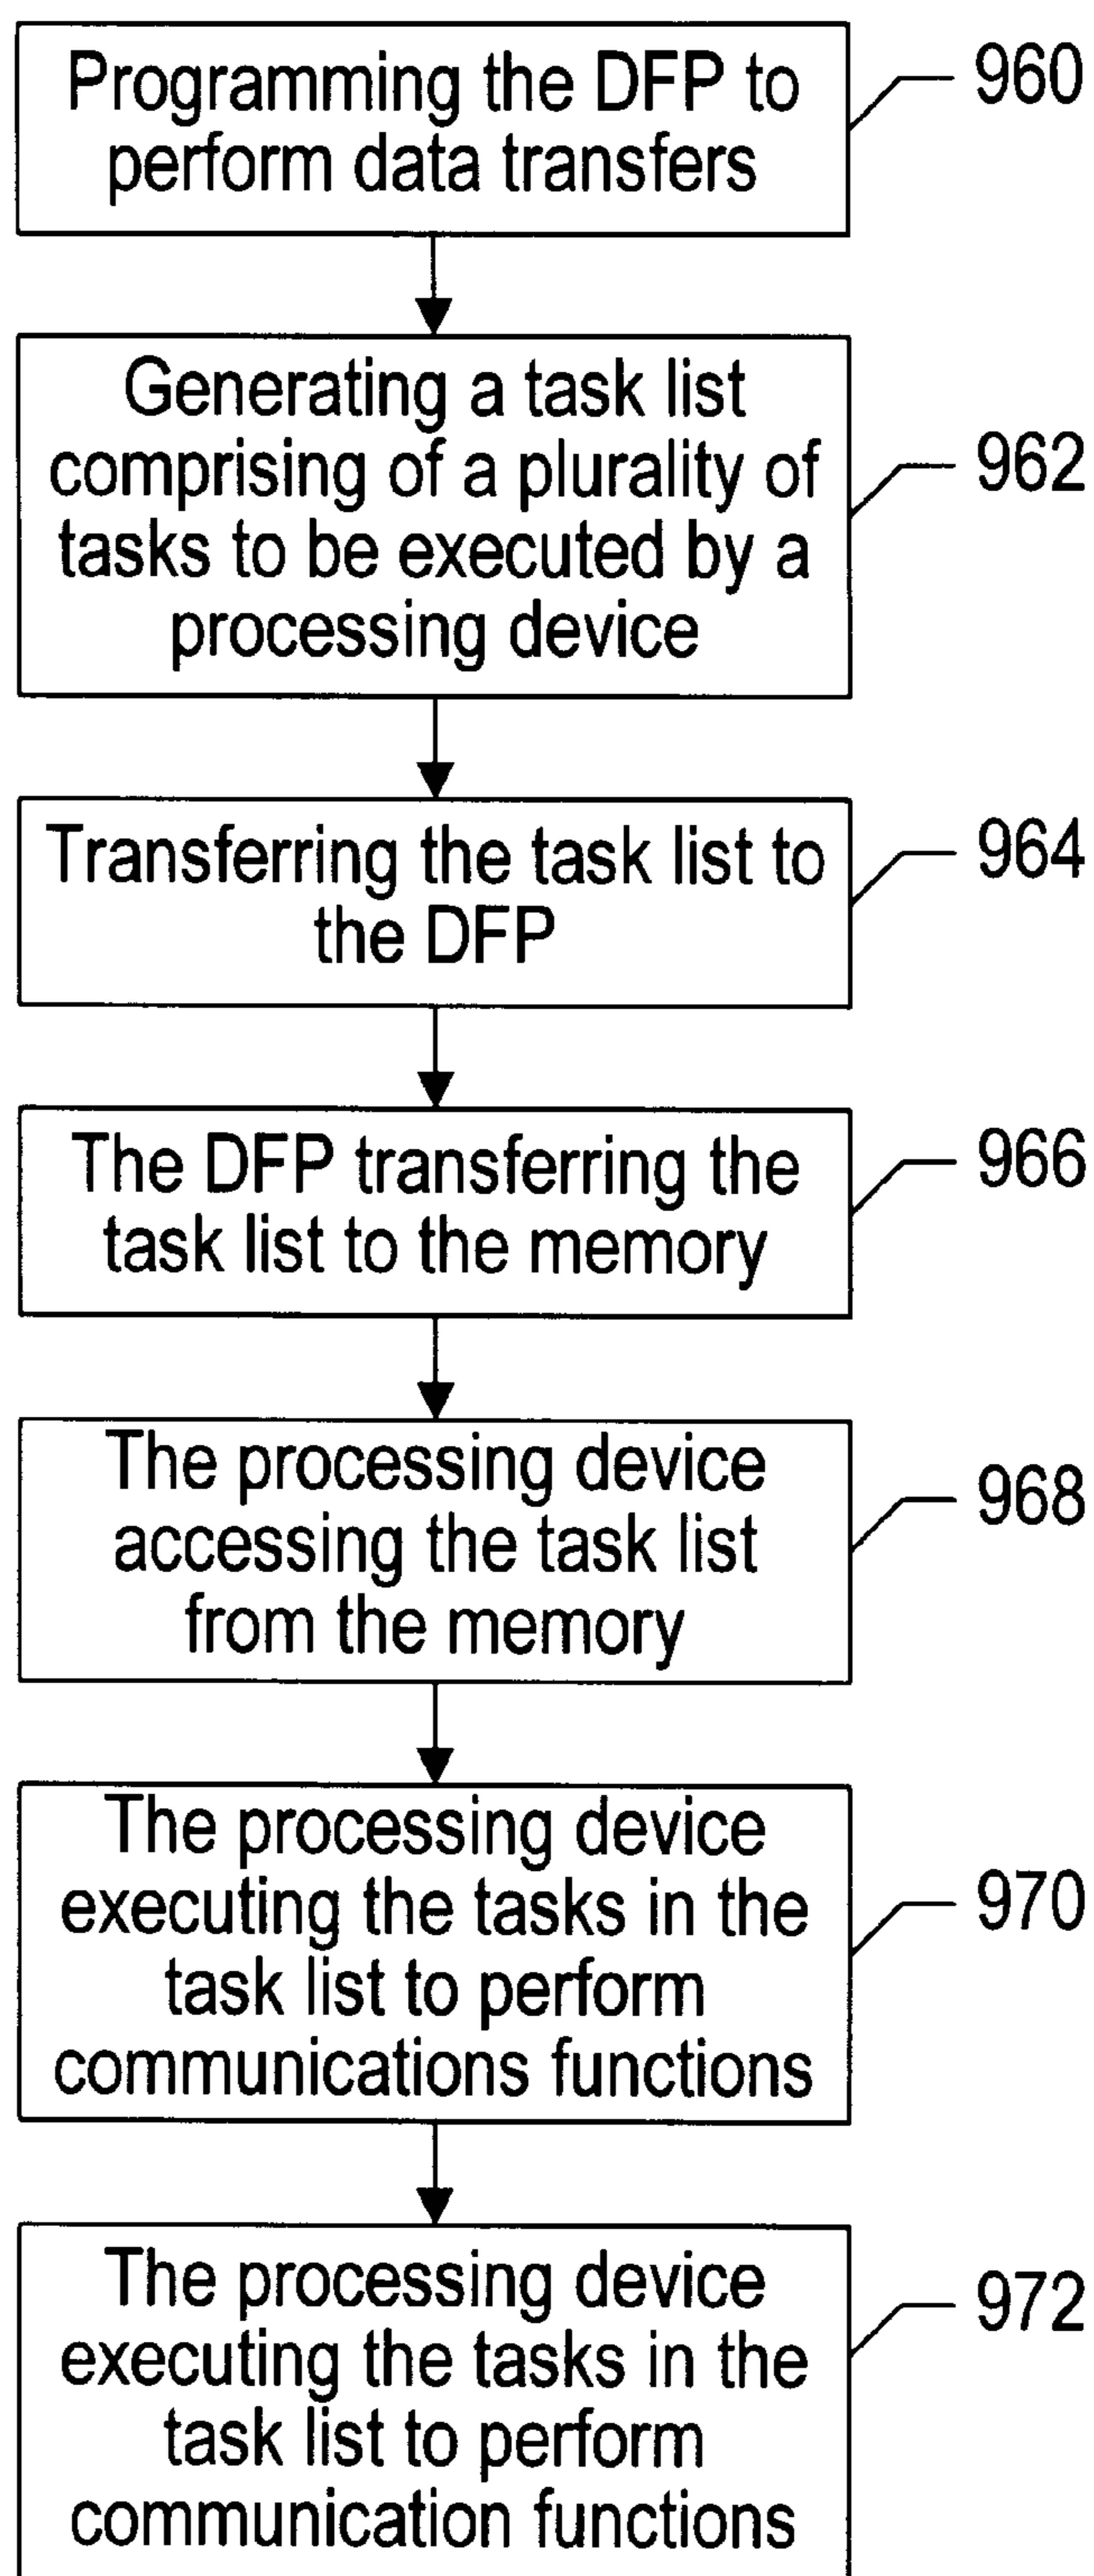 Programming the DFP to
perform data transfers
960
Generating a task list
comprising of a plurality of
tasks to be executed by a
processing device
962
Transferring the task list to
the DFP
964
The DFP transferring the
task list to the memory
966
The processing device
accessing the task list
from the memory
968
The processing device
executing the tasks in the
task list to perform
communications functions
970
The processing device
executing the tasks in the
task list to perform
communication functions
972